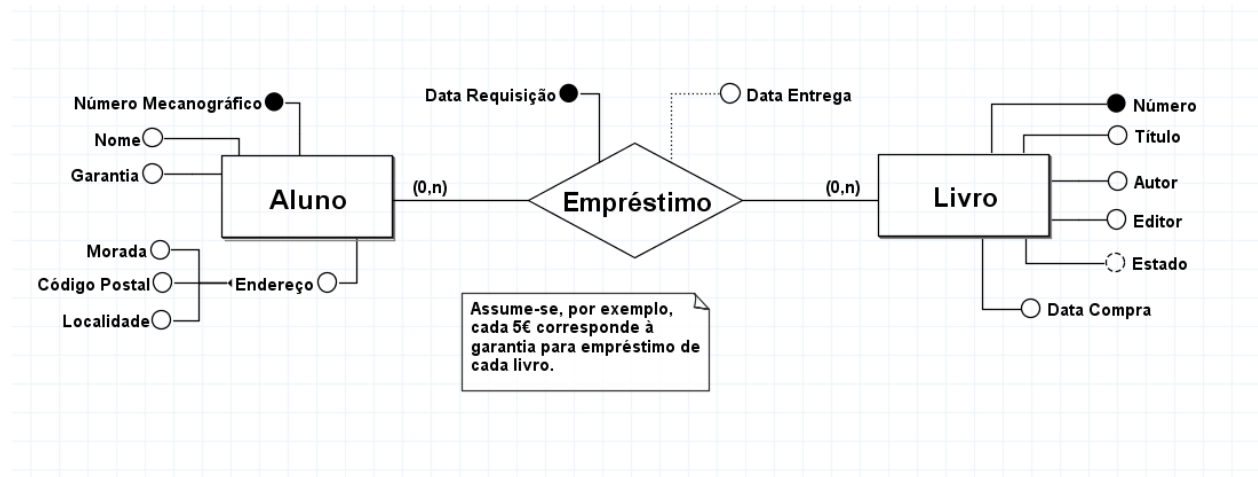 Número Mecanográfico
Nome
Garantia
Aluno
Morada
Código Postal
Localidade
Endereço
(0,n)
Data Requisição
Data Entrega
Empréstimo
(0,n)
Assume-se, por exemplo,
cada 5€ corresponde à
garantia para empréstimo de
cada livro.
Livro
Número
Título
Autor
Editor
Estado
Data Compra